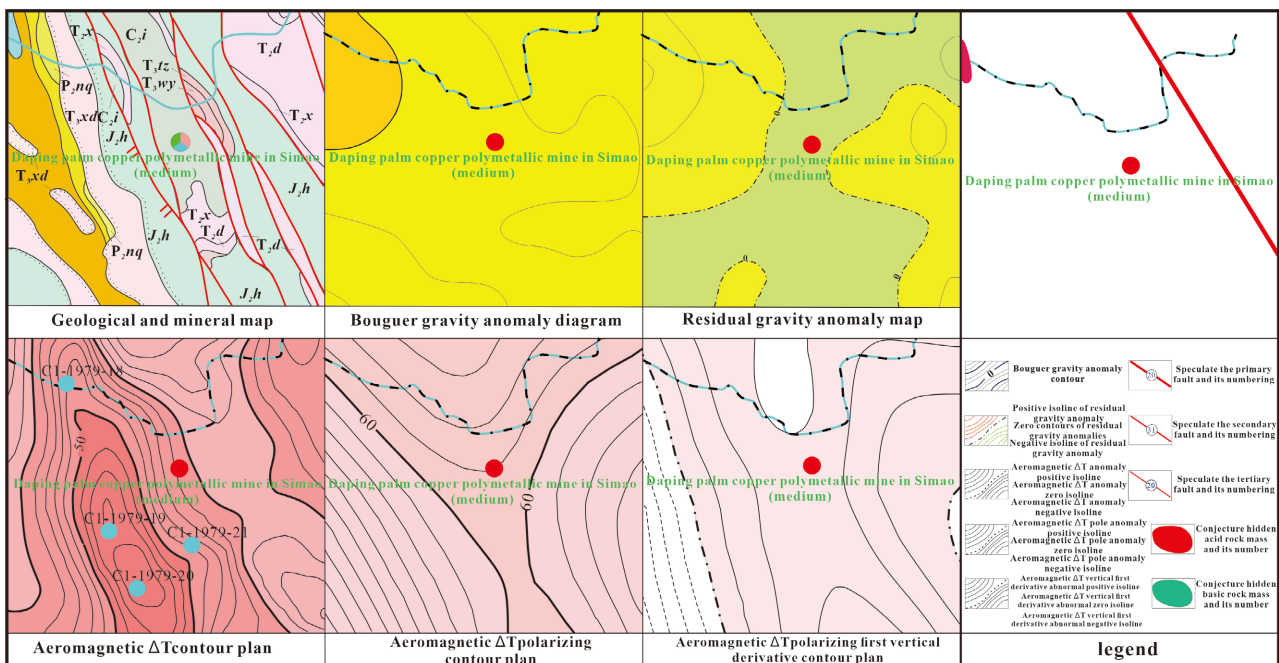 T₂x
C₂i
T₂d
T₃tz
T₃wy
P₂nq
T₃xd
C₂i
J₂h
T₂x
Daping palm copper polymetallic mine in Simao
(medium)
T₃xd
J₂h
T₂x
T₂d
J₂h
P₂nq
T₂d
J₂h
Geological and mineral map
Daping palm copper polymetallic mine in Simao
(medium)
Bouguer gravity anomaly diagram
0
Daping palm copper polymetallic mine in Simao
(medium)
0
0
Residual gravity anomaly map
Daping palm copper polymetallic mine in Simao
(medium)
C1-1979-18
50
Daping palm copper polymetallic mine in Simao
(medium)
C1-1979-19
C1-1979-21
C1-1979-20
Aeromagnetic ΔTcontour plan
60
Daping palm copper polymetallic mine in Simao
(medium)
60
Aeromagnetic ΔTpolarizing
contour plan
Daping palm copper polymetallic mine in Simao
(medium)
Aeromagnetic ΔTpolarizing first vertical
derivative contour plan
0
Bouguer gravity anomaly
contour
20
Speculate the primary
fault and its numbering
Positive isoline of residual
gravity anomaly
Zero contours of residual
gravity anomalies
Negative isoline of residual
gravity anomaly
31
Speculate the secondary
fault and its numbering
Aeromagnetic ΔT anomaly
positive isoline
Aeromagnetic ΔT anomaly
zero isoline
Aeromagnetic ΔT anomaly
negative isoline
20
Speculate the tertiary
fault and its numbering
Aeromagnetic ΔT pole anomaly
positive isoline
Aeromagnetic ΔT pole anomaly
zero isoline
Aeromagnetic ΔT pole anomaly
negative isoline
Conjecture hidden
acid rock mass
and its number
Aeromagnetic ΔT vertical first
derivative abnormal positive isoline
Aeromagnetic ΔT vertical first
derivative abnormal zero isoline
Aeromagnetic ΔT vertical first
derivative abnormal negative isoline
Conjecture hidden
basic rock mass
and its number
legend